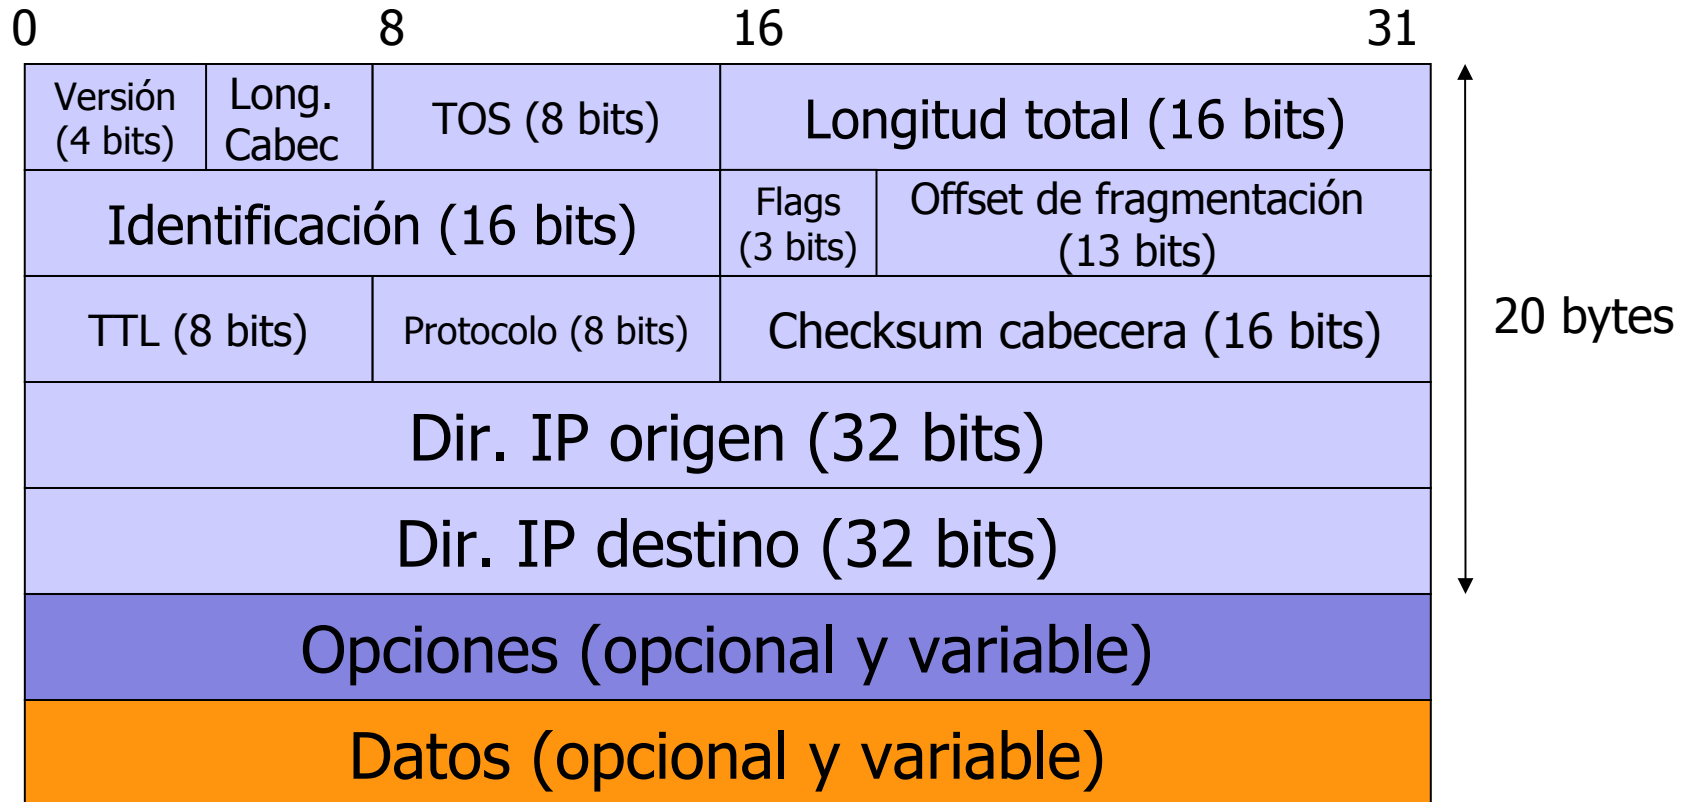 0 8 16 31
Versión
(4 bits)
Long.
Cabec
TOS (8 bits)
Longitud total (16 bits)
Identificación (16 bits)
Flags
(3 bits)
Offset de fragmentación
(13 bits)
TTL (8 bits)
Protocolo (8 bits)
Checksum cabecera (16 bits)
20 bytes
Dir. IP origen (32 bits)
Dir. IP destino (32 bits)
Opciones (opcional y variable)
Datos (opcional y variable)